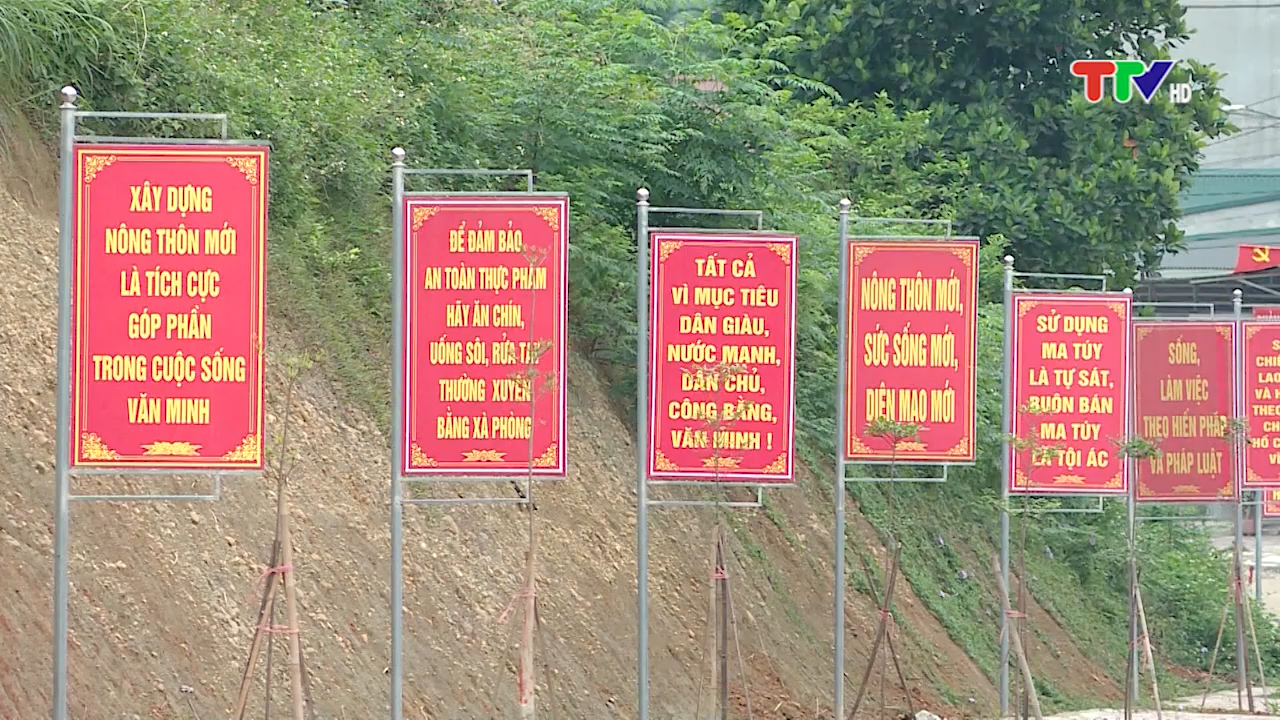 TTV HD
XÂY DỰNG
NÔNG THÔN MỚI
LÀ TÍCH CỰC
GÓP PHẦN
TRONG CUỘC SỐNG
VĂN MINH
ĐỂ ĐẢM BẢO
AN TOÀN THỰC PHẨM
HÃY ĂN CHÍN,
UỐNG SÔI, RỬA TAY
THƯỜNG XUYÊN
BẰNG XÀ PHÒNG
TẤT CẢ
VÌ MỤC TIÊU
DÂN GIÀU,
NƯỚC MẠNH,
DÂN CHỦ,
CÔNG BẰNG,
VĂN MINH !
NÔNG THÔN MỚI,
SỨC SỐNG MỚI,
DIỆN MẠO MỚI
SỬ DỤNG
MA TÚY
LÀ TỰ SÁT,
BUÔN BÁN
MA TÚY
LÀ TỘI ÁC
SỐNG,
LÀM VIỆC
THEO HIẾN PHÁP
VÀ PHÁP LUẬT